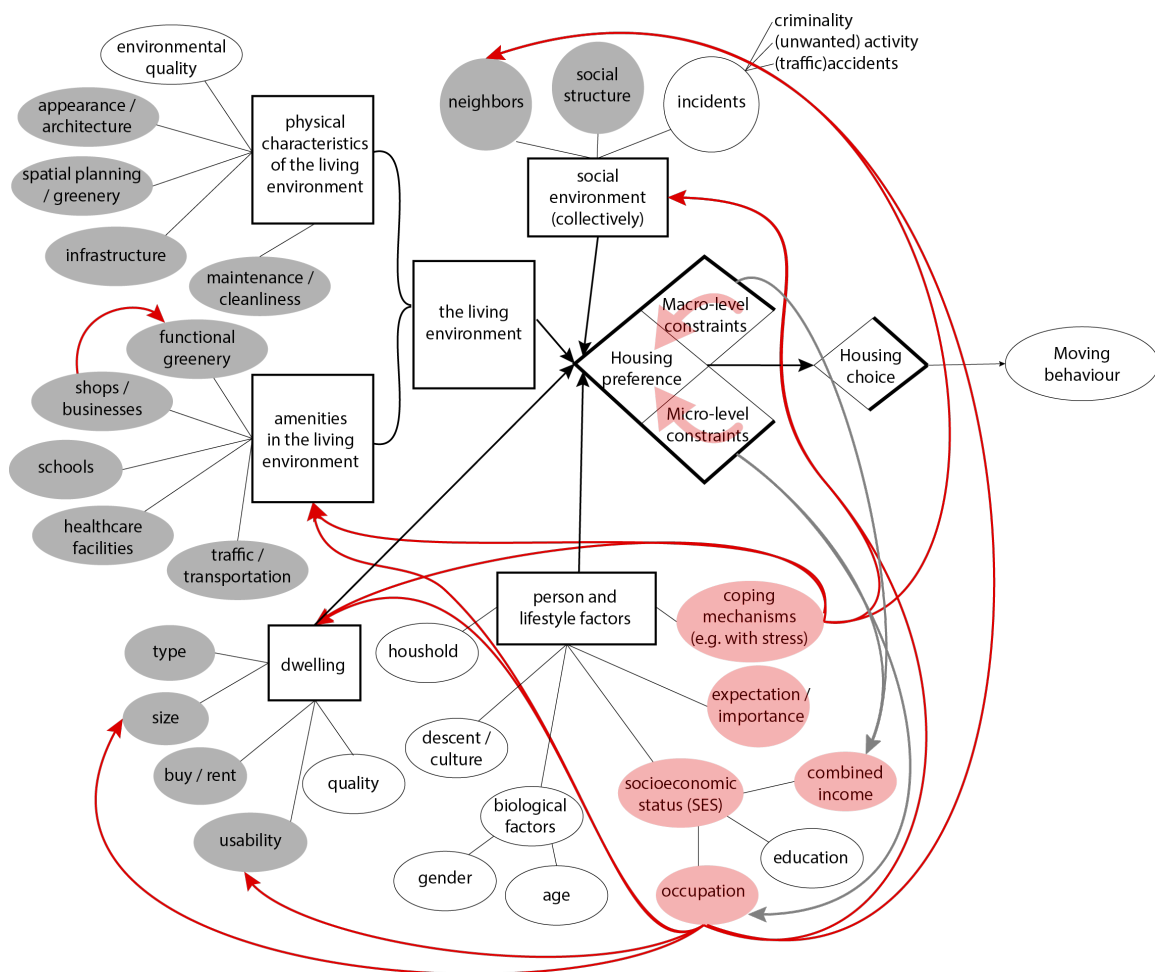 criminality
(unwanted) activity
(traffic)accidents
environmental
quality
neighbors
social
structure
incidents
appearance /
architecture
physical
characteristics
of the living
environment
spatial planning
/ greenery
social
environment
(collectively)
infrastructure
maintenance /
cleanliness
the living
environment
Macro-level
constraints
Housing
preference
Micro-level
constraints
Housing
choice
Moving
behaviour
functional
greenery
shops /
businesses
amenities
in the living
environment
schools
healthcare
facilities
traffic /
transportation
person and
lifestyle factors
coping
mechanisms
(e.g. with stress)
houshold
type
dwelling
size
expectation /
importance
descent /
culture
buy / rent
quality
socioeconomic
status (SES)
combined
income
biological
factors
usability
education
gender
age
occupation